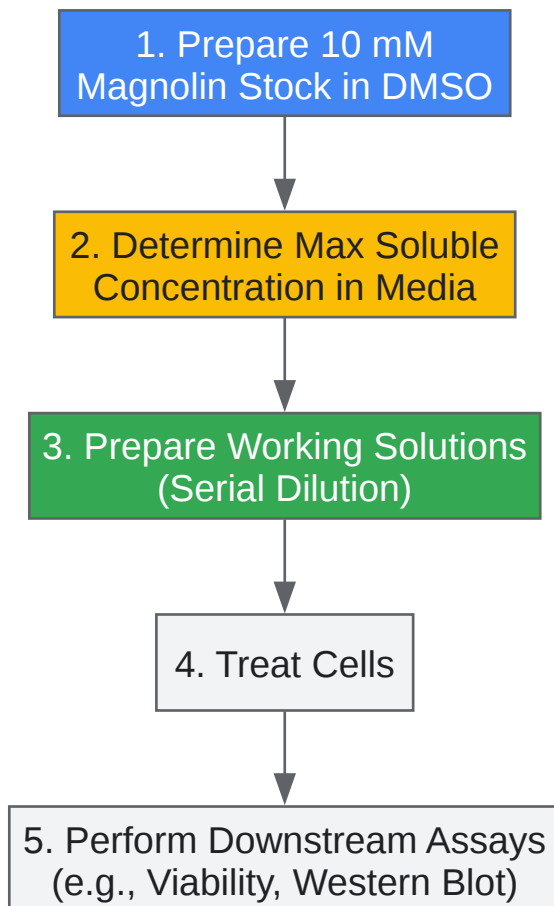 1. Prepare 10 mM
Magnolin Stock in DMSO
2. Determine Max Soluble
Concentration in Media
3. Prepare Working Solutions
(Serial Dilution)
4. Treat Cells
5. Perform Downstream Assays
(e.g., Viability, Western Blot)